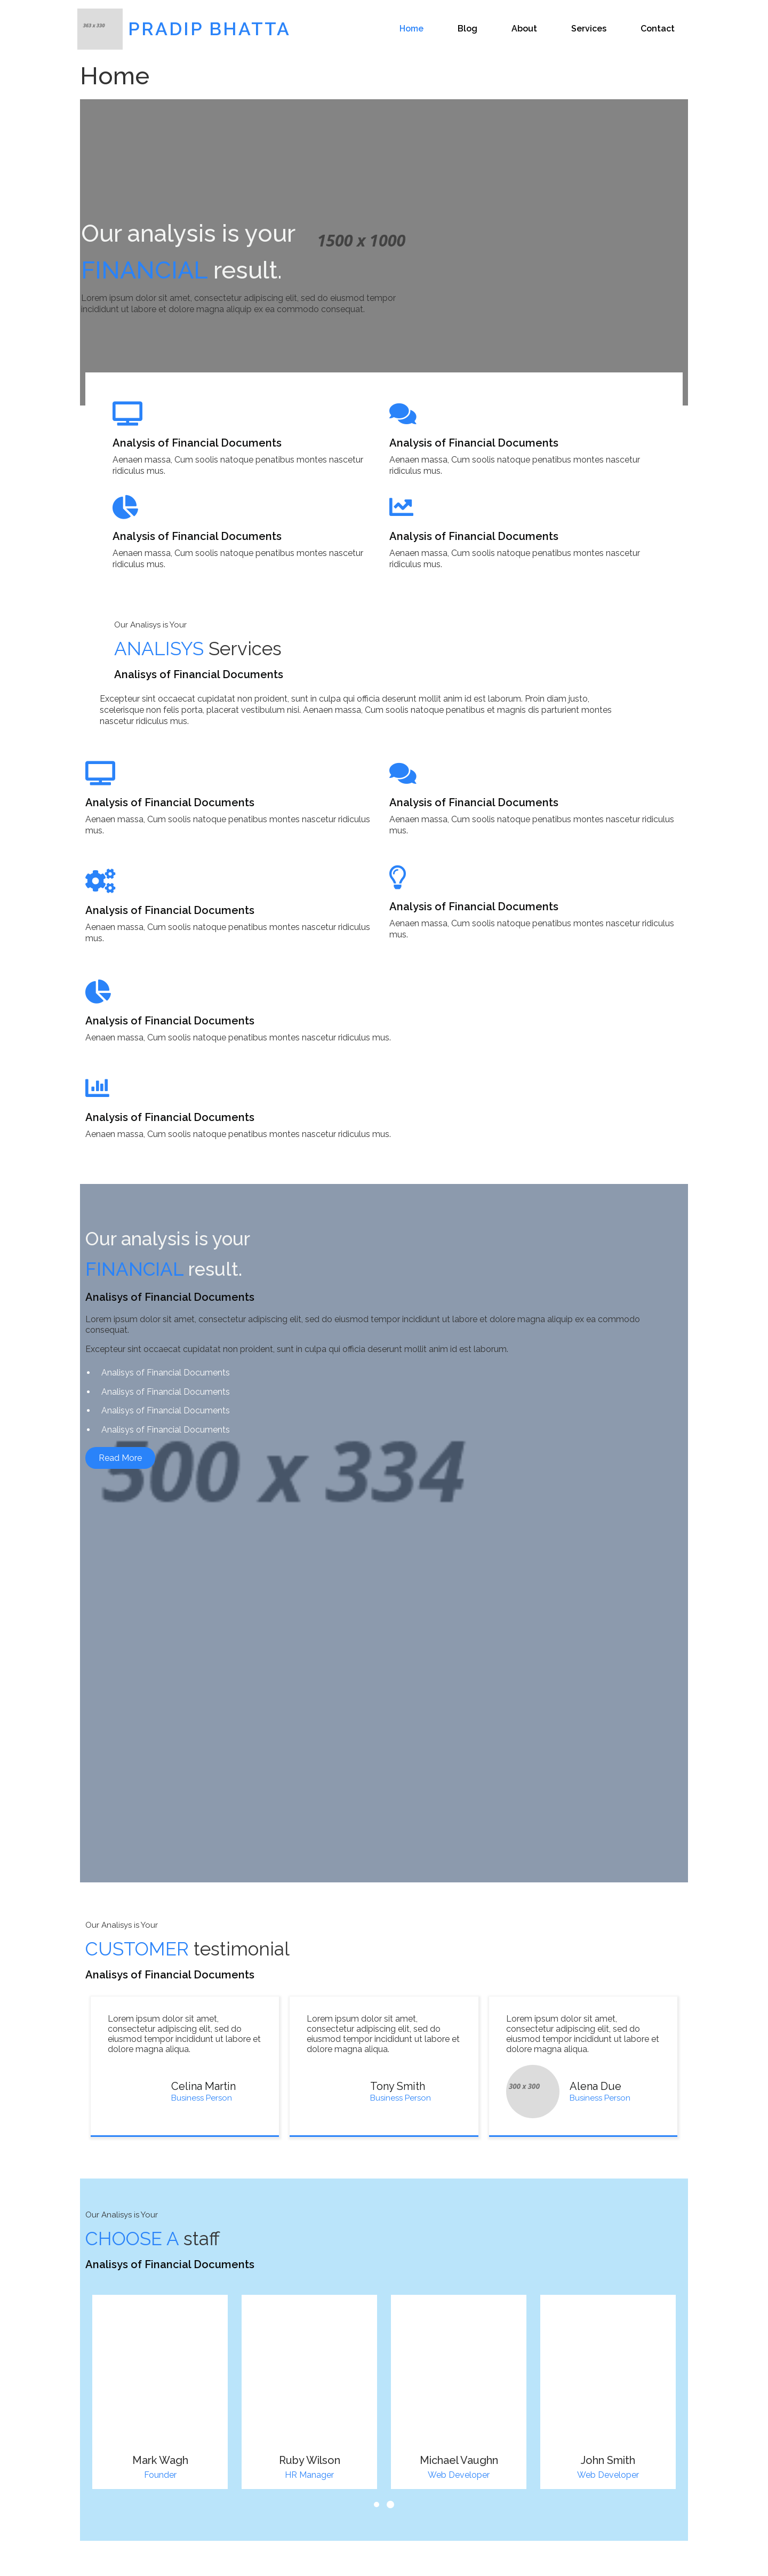 303 x 330
PRADIP BHATTA
Home
Blog
About
Services
Contact
Home
Our analysis is your
1500 x 1000
FINANCIAL result.
Lorem ipsum dolor sit amet, consectetur adipiscing elit, sed do eiusmod tempor
incididunt ut labore et dolore magna aliquip ex ea commodo consequat.
Analysis of Financial Documents
Aenaen massa, Cum soolis natoque penatibus montes nascetur
ridiculus mus.
Analysis of Financial Documents
Aenaen massa, Cum soolis natoque penatibus montes nascetur
ridiculus mus.
Analysis of Financial Documents
Aenaen massa, Cum soolis natoque penatibus montes nascetur
ridiculus mus.
Analysis of Financial Documents
Aenaen massa, Cum soolis natoque penatibus montes nascetur
ridiculus mus.
Our Analisys is Your
ANALISYS Services
Analisys of Financial Documents
Excepteur sint occaecat cupidatat non proident, sunt in culpa qui officia deserunt mollit anim id est laborum. Proin diam justo,
scelerisque non felis porta, placerat vestibulum nisi. Aenaen massa, Cum soolis natoque penatibus et magnis dis parturient montes
nascetur ridiculus mus.
Analysis of Financial Documents
Aenaen massa, Cum soolis natoque penatibus montes nascetur ridiculus
mus.
Analysis of Financial Documents
Aenaen massa, Cum soolis natoque penatibus montes nascetur ridiculus
mus.
Analysis of Financial Documents
Aenaen massa, Cum soolis natoque penatibus montes nascetur ridiculus
mus.
Analysis of Financial Documents
Aenaen massa, Cum soolis natoque penatibus montes nascetur ridiculus
mus.
Analysis of Financial Documents
Aenaen massa, Cum soolis natoque penatibus montes nascetur ridiculus mus.
Analysis of Financial Documents
Aenaen massa, Cum soolis natoque penatibus montes nascetur ridiculus mus.
Our analysis is your
FINANCIAL result.
Analisys of Financial Documents
Lorem ipsum dolor sit amet, consectetur adipiscing elit, sed do eiusmod tempor incididunt ut labore et dolore magna aliquip ex ea commodo
consequat.
Excepteur sint occaecat cupidatat non proident, sunt in culpa qui officia deserunt mollit anim id est laborum.
Analisys of Financial Documents
Analisys of Financial Documents
Analisys of Financial Documents
Analisys of Financial Documents
Read More
500 x 334
Our Analisys is Your
CUSTOMER testimonial
Analisys of Financial Documents
Lorem ipsum dolor sit amet,
consectetur adipiscing elit, sed do
eiusmod tempor incididunt ut labore et
dolore magna aliqua.
Celina Martin
Business Person
Lorem ipsum dolor sit amet,
consectetur adipiscing elit, sed do
eiusmod tempor incididunt ut labore et
dolore magna aliqua.
Tony Smith
Business Person
Lorem ipsum dolor sit amet,
consectetur adipiscing elit, sed do
eiusmod tempor incididunt ut labore et
dolore magna aliqua.
300 x 300
Alena Due
Business Person
Our Analisys is Your
CHOOSE A staff
Analisys of Financial Documents
Mark Wagh
Founder
Ruby Wilson
HR Manager
Michael Vaughn
Web Developer
John Smith
Web Developer